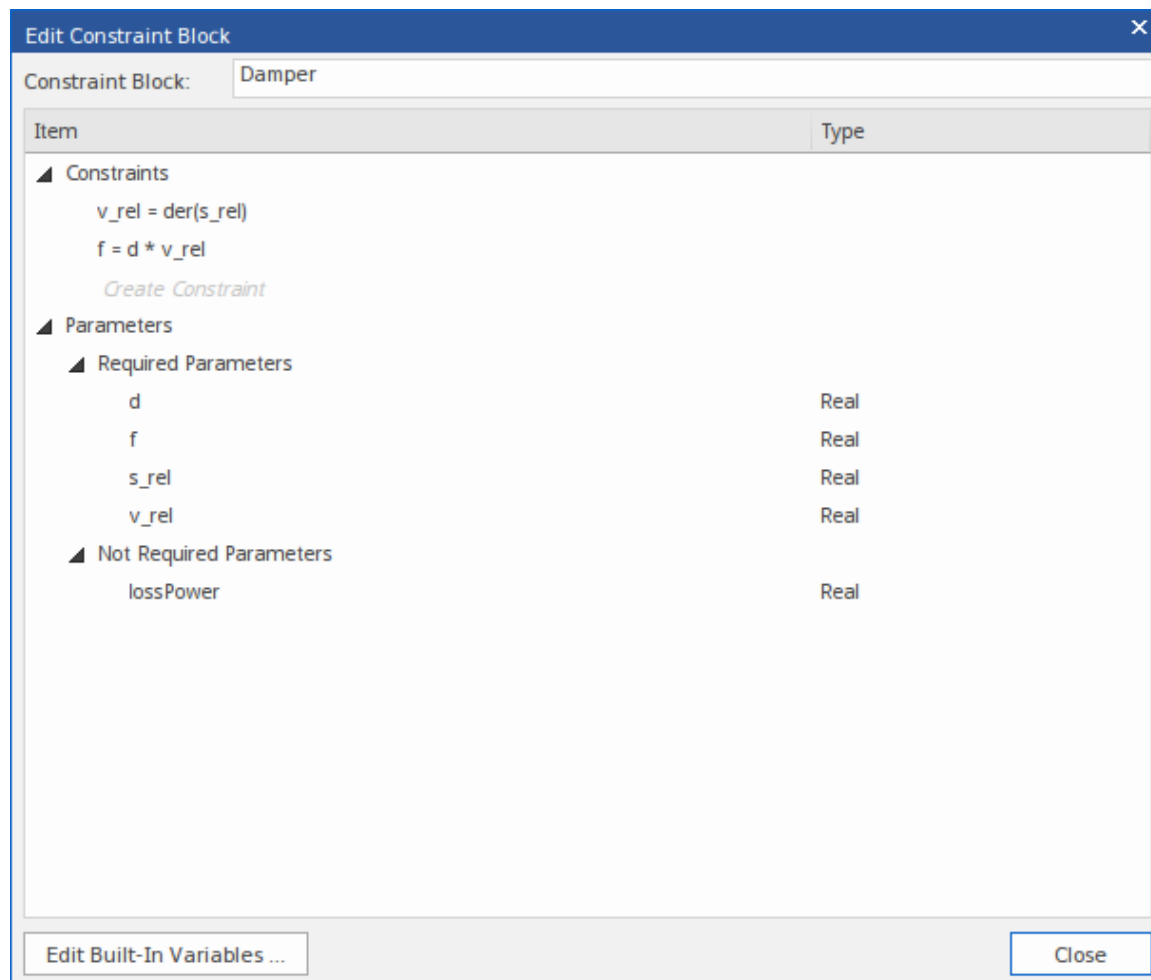 Edit Constraint Block
Constraint Block: Damper
Item Type
Constraints
v_rel = der(s_rel)
f = d * v_rel
Create Constraint
Parameters
Required Parameters
d Real
f Real
s_rel Real
v_rel Real
Not Required Parameters
lossPower Real
Edit Built-In Variables ... Close